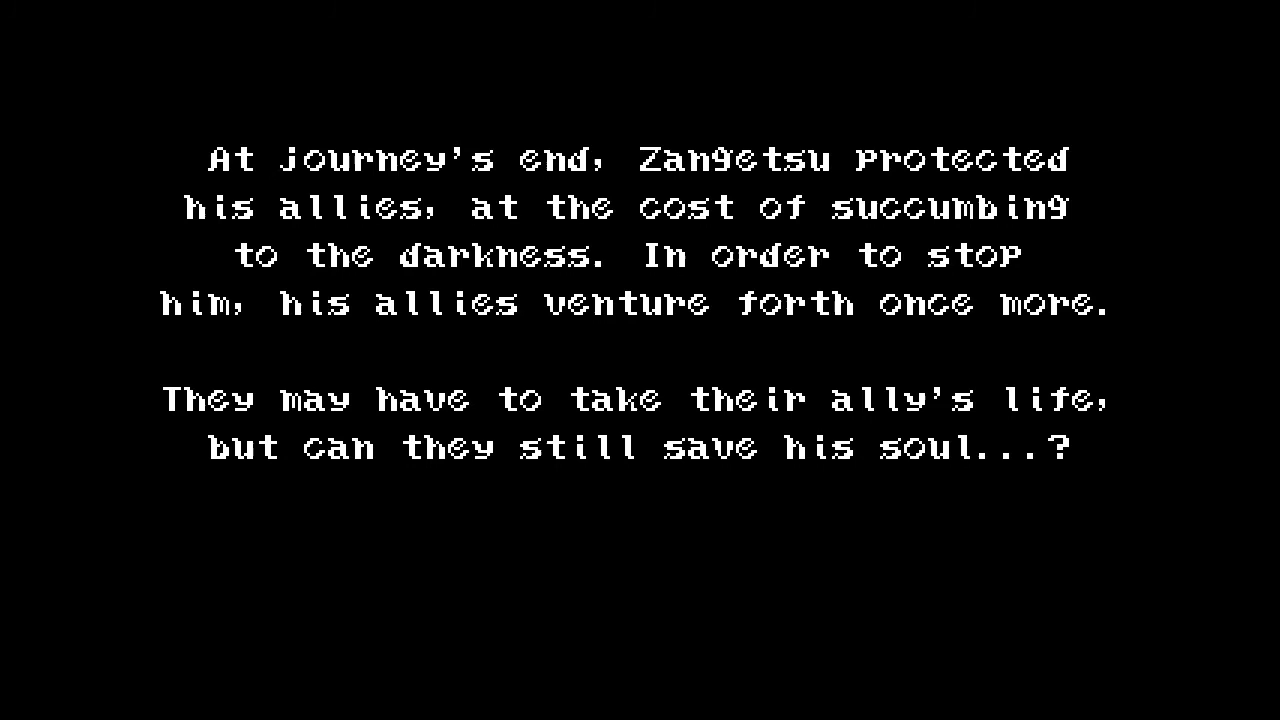 At journey's end, Zangetsu protected
his allies, at the cost of succumbing
to the darkness. In order to stop
him, his allies venture forth once more.
They may have to take their ally's life,
but can they still save his soul...?